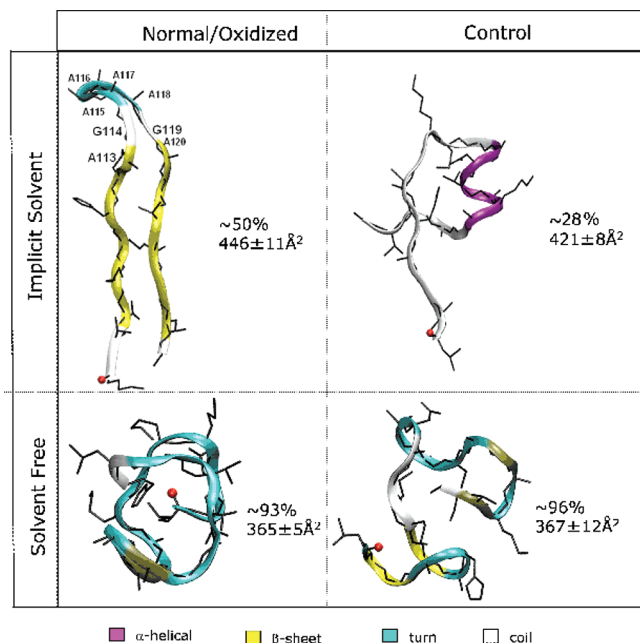 Normal/Oxidized
Control
Implicit Solvent
A116
A117
A118
A115
G114
G119
A120
A113
~50%
446±11Å²
~28%
421±8Å²
Solvent Free
~93%
365±5Å²
~96%
367±12Å²
α-helical
β-sheet
turn
coil